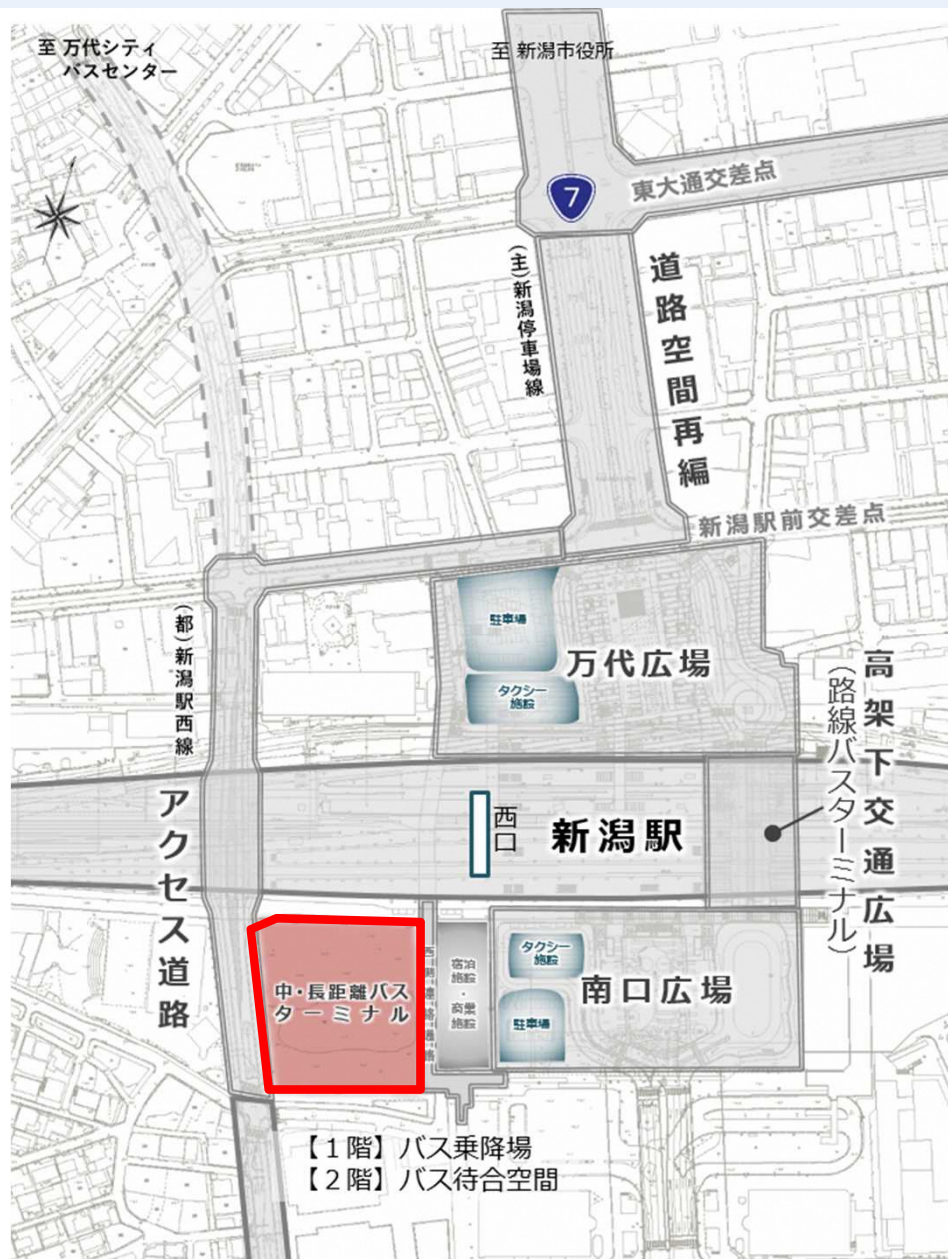 至 万代シティ
バスセンター
至 新潟市役所
7
東大通交差点
(主)新潟停車場線
道路空間再編
新潟駅前交差点
(都)新潟駅西線
駐車場
タクシー
施設
万代広場
高架下交通広場
(路線バスターミナル)
アクセス道路
西口
新潟駅
中・長距離バス
ターミナル
宿泊
施設
・
商業
施設
タクシー
施設
駐車場
南口広場
【1階】バス乗降場
【2階】バス待合空間